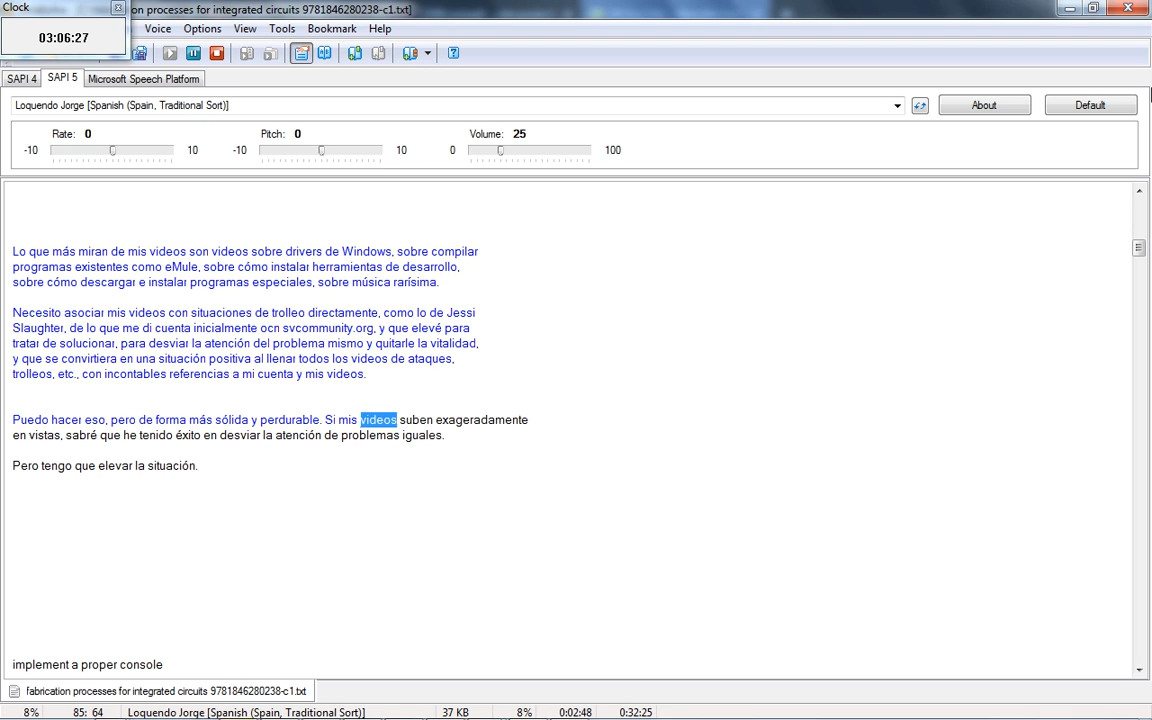 Clock
on processes for integrated circuits 9781846280238-c1.txt]
03:06:27
Voice Options View Tools Bookmark Help
SAPI 4 SAPI 5 Microsoft Speech Platform
Loquendo Jorge [Spanish (Spain, Traditional Sort)] About Default
Rate: 0 Pitch: 0 Volume: 25
-10 10 -10 10 0 100
Lo que más miran de mis videos son videos sobre drivers de Windows, sobre compilar
programas existentes como eMule, sobre cómo instalar herramientas de desarrollo,
sobre cómo descargar e instalar programas especiales, sobre música rarísima.
Necesito asociar mis videos con situaciones de trolleo directamente, como lo de Jessi
Slaughter, de lo que me di cuenta inicialmente ocn svcommunity.org, y que elevé para
tratar de solucionar, para desviar la atención del problema mismo y quitarle la vitalidad,
y que se convirtiera en una situación positiva al llenar todos los videos de ataques,
trolleos, etc., con incontables referencias a mi cuenta y mis videos.
Puedo hacer eso, pero de forma más sólida y perdurable. Si mis videos suben exageradamente
en vistas, sabré que he tenido éxito en desviar la atención de problemas iguales.
Pero tengo que elevar la situación.
implement a proper console
fabrication processes for integrated circuits 9781846280238-c1.txt
8% 85: 64 Loquendo Jorge [Spanish (Spain, Traditional Sort)] 37 KB 8% 0:02:48 0:32:25